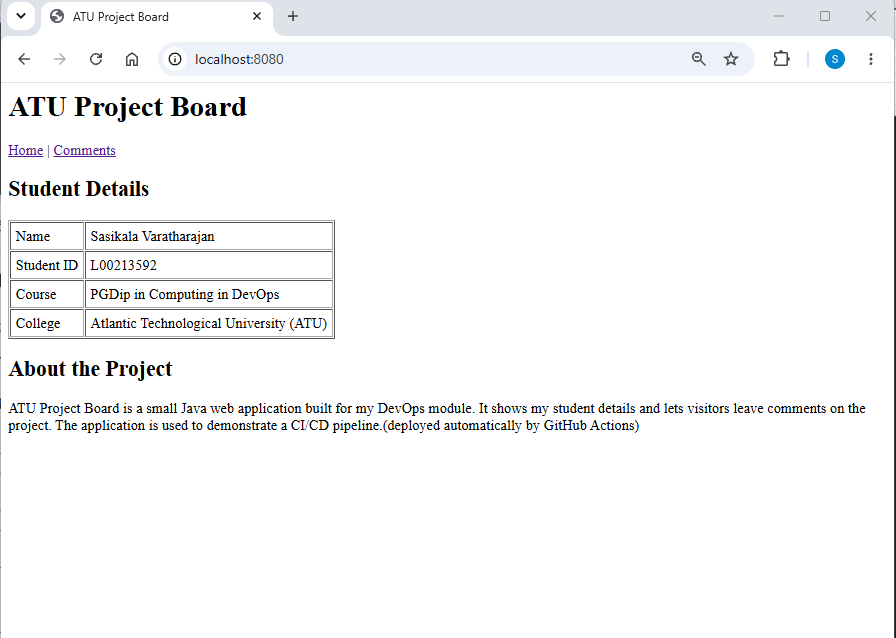 ATU Project Board
localhost:8080
S
ATU Project Board
Home | Comments
Student Details
Name Sasikala Varatharajan
Student ID L00213592
Course PGDip in Computing in DevOps
College Atlantic Technological University (ATU)
About the Project
ATU Project Board is a small Java web application built for my DevOps module. It shows my student details and lets visitors leave comments on the
project. The application is used to demonstrate a CI/CD pipeline.(deployed automatically by GitHub Actions)